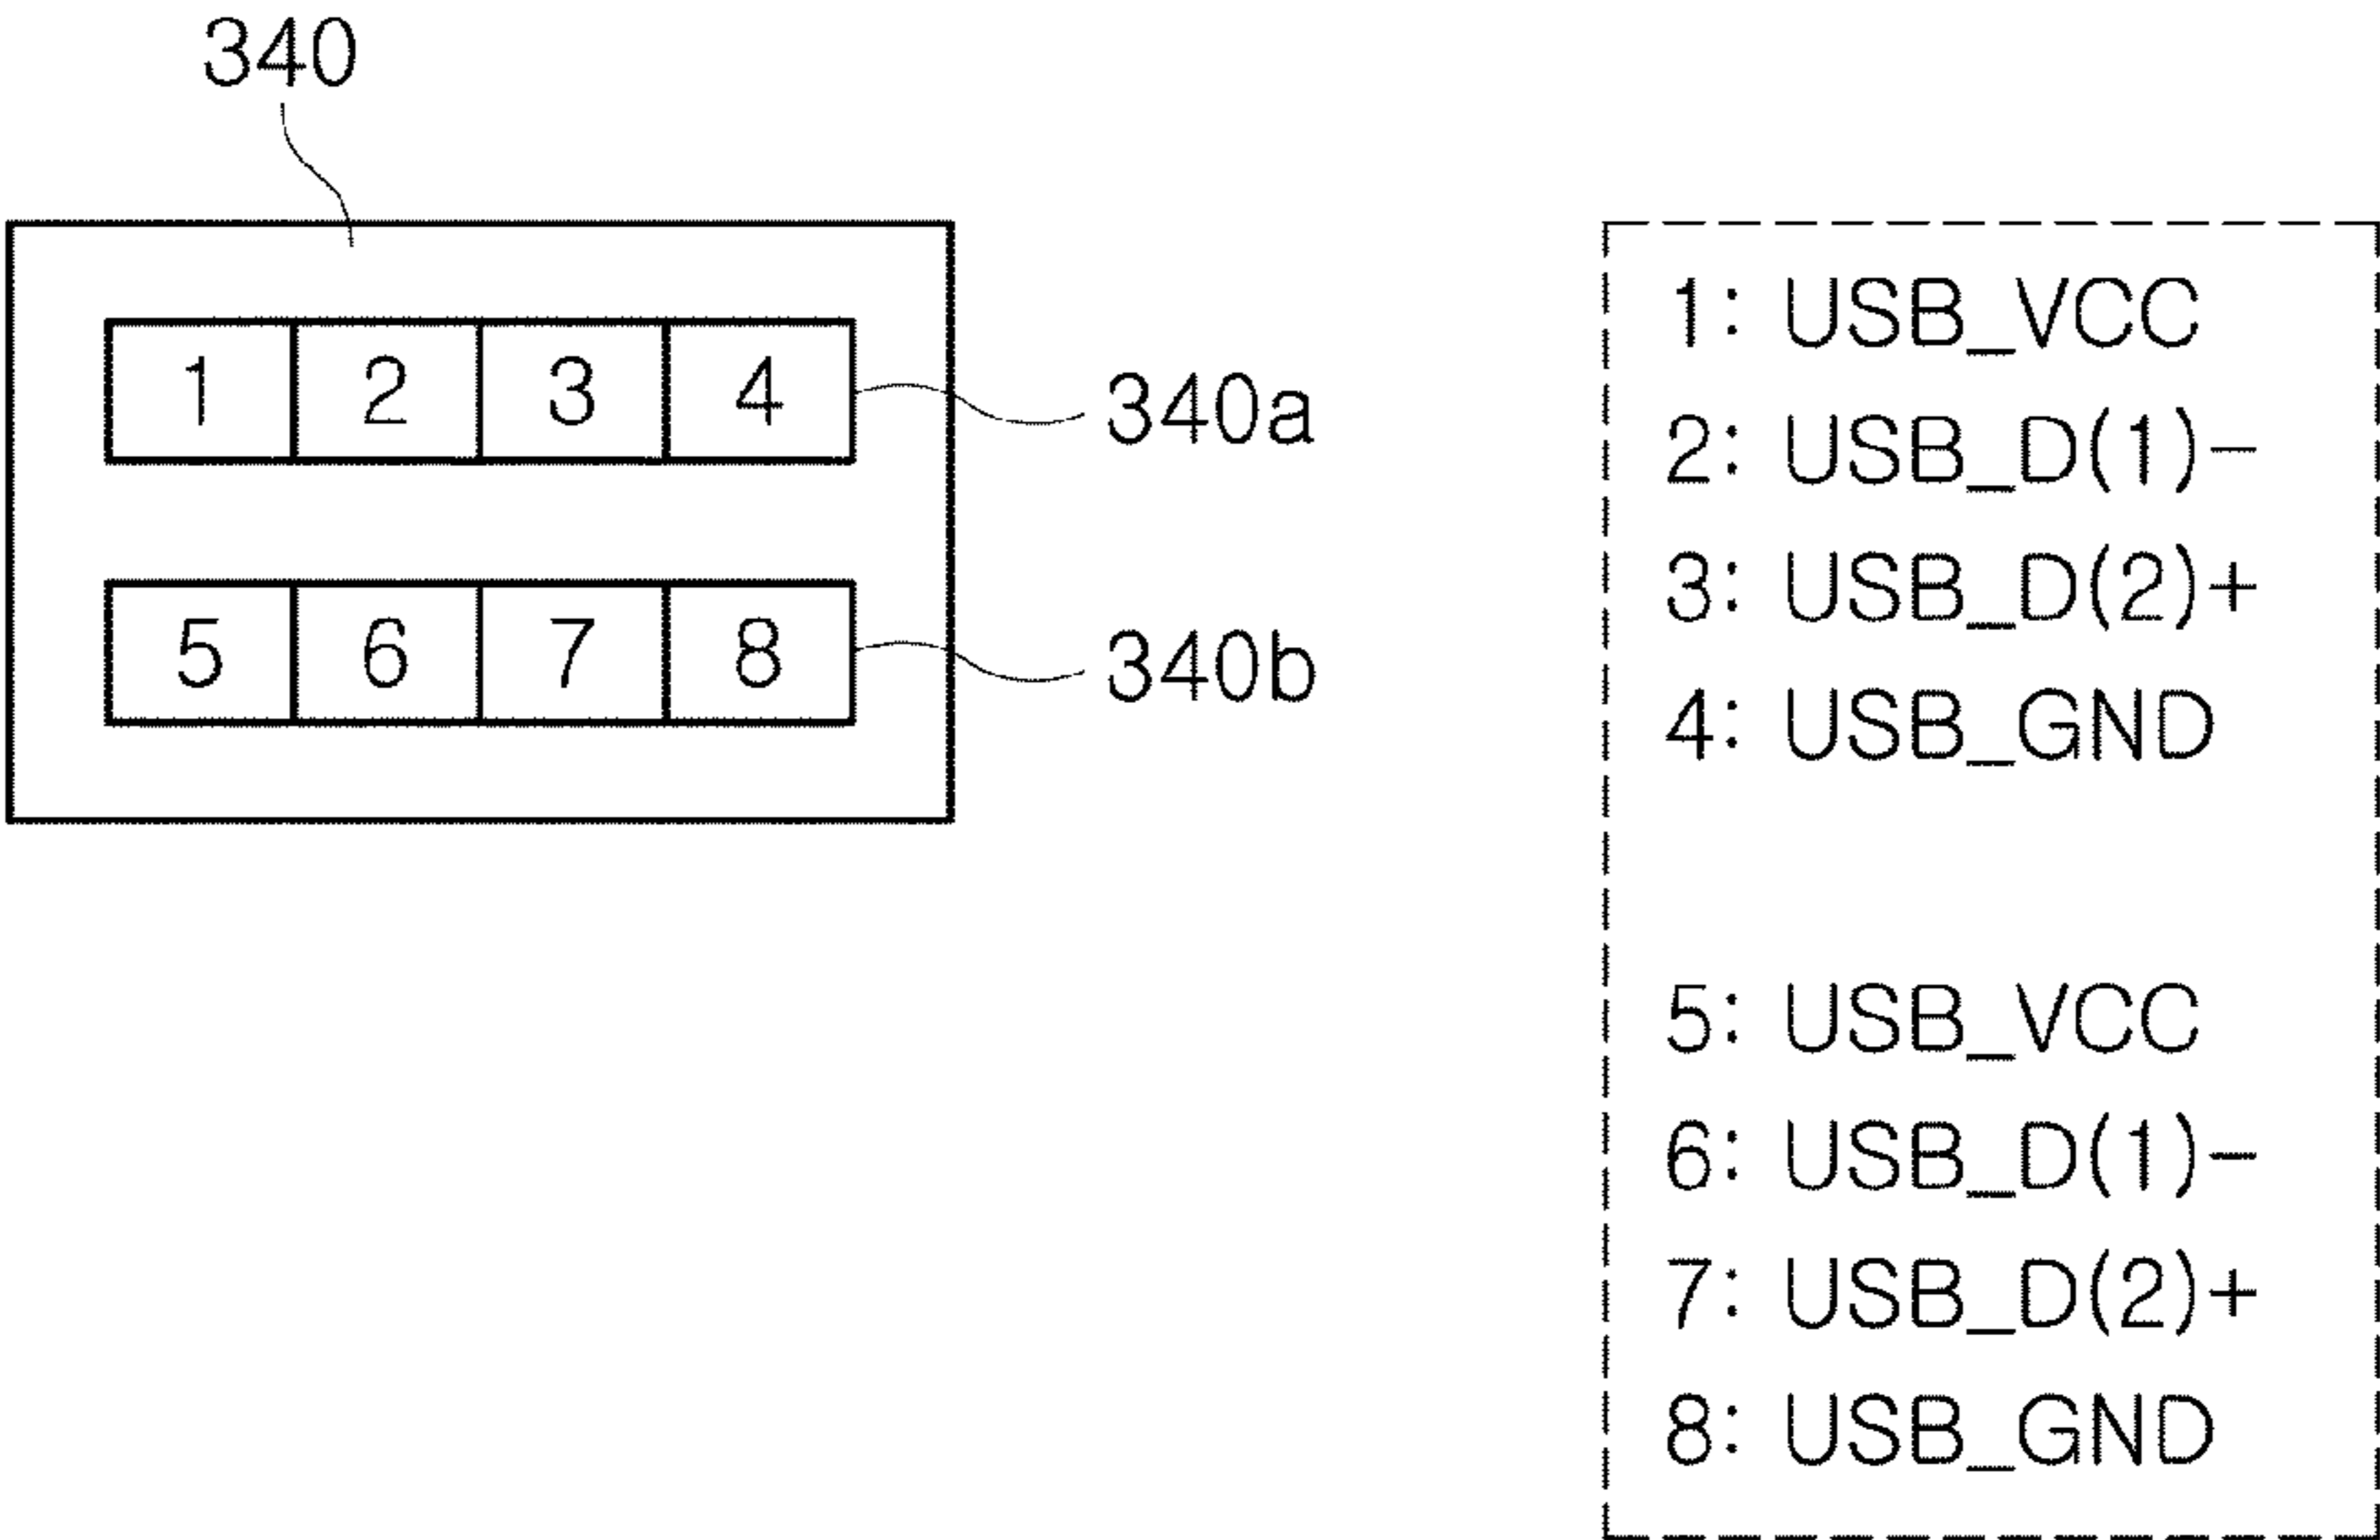 340
1 2 3 4
340a
5 6 7 8
340b
1: USB_VCC
2: USB_D(1)-
3: USB_D(2)+
4: USB_GND
5: USB_VCC
6: USB_D(1)-
7: USB_D(2)+
8: USB_GND